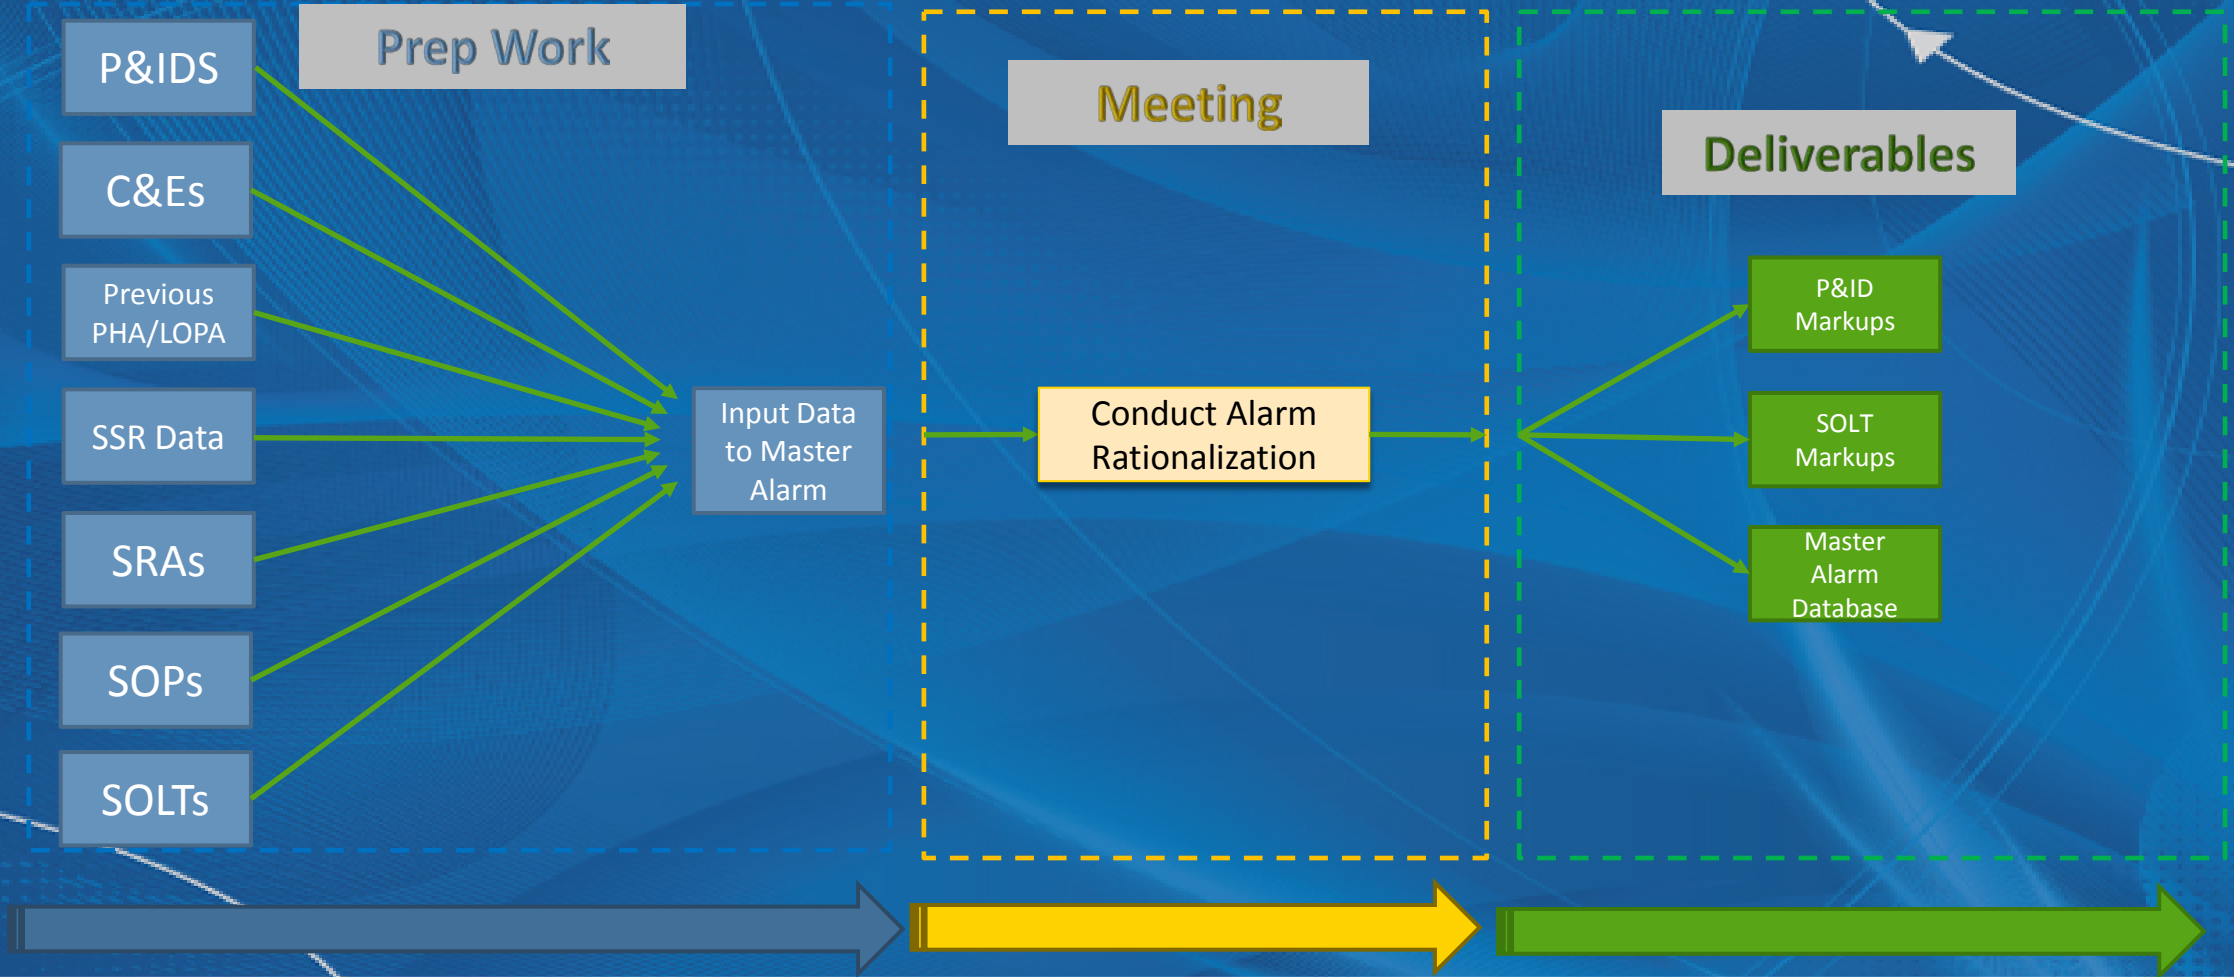 Prep Work
P&IDS
C&Es
Previous
PHA/LOPA
SSR Data
SRAs
SOPs
SOLTs
Input Data
to Master
Alarm
Meeting
Conduct Alarm
Rationalization
Deliverables
P&ID
Markups
SOLT
Markups
Master
Alarm
Database